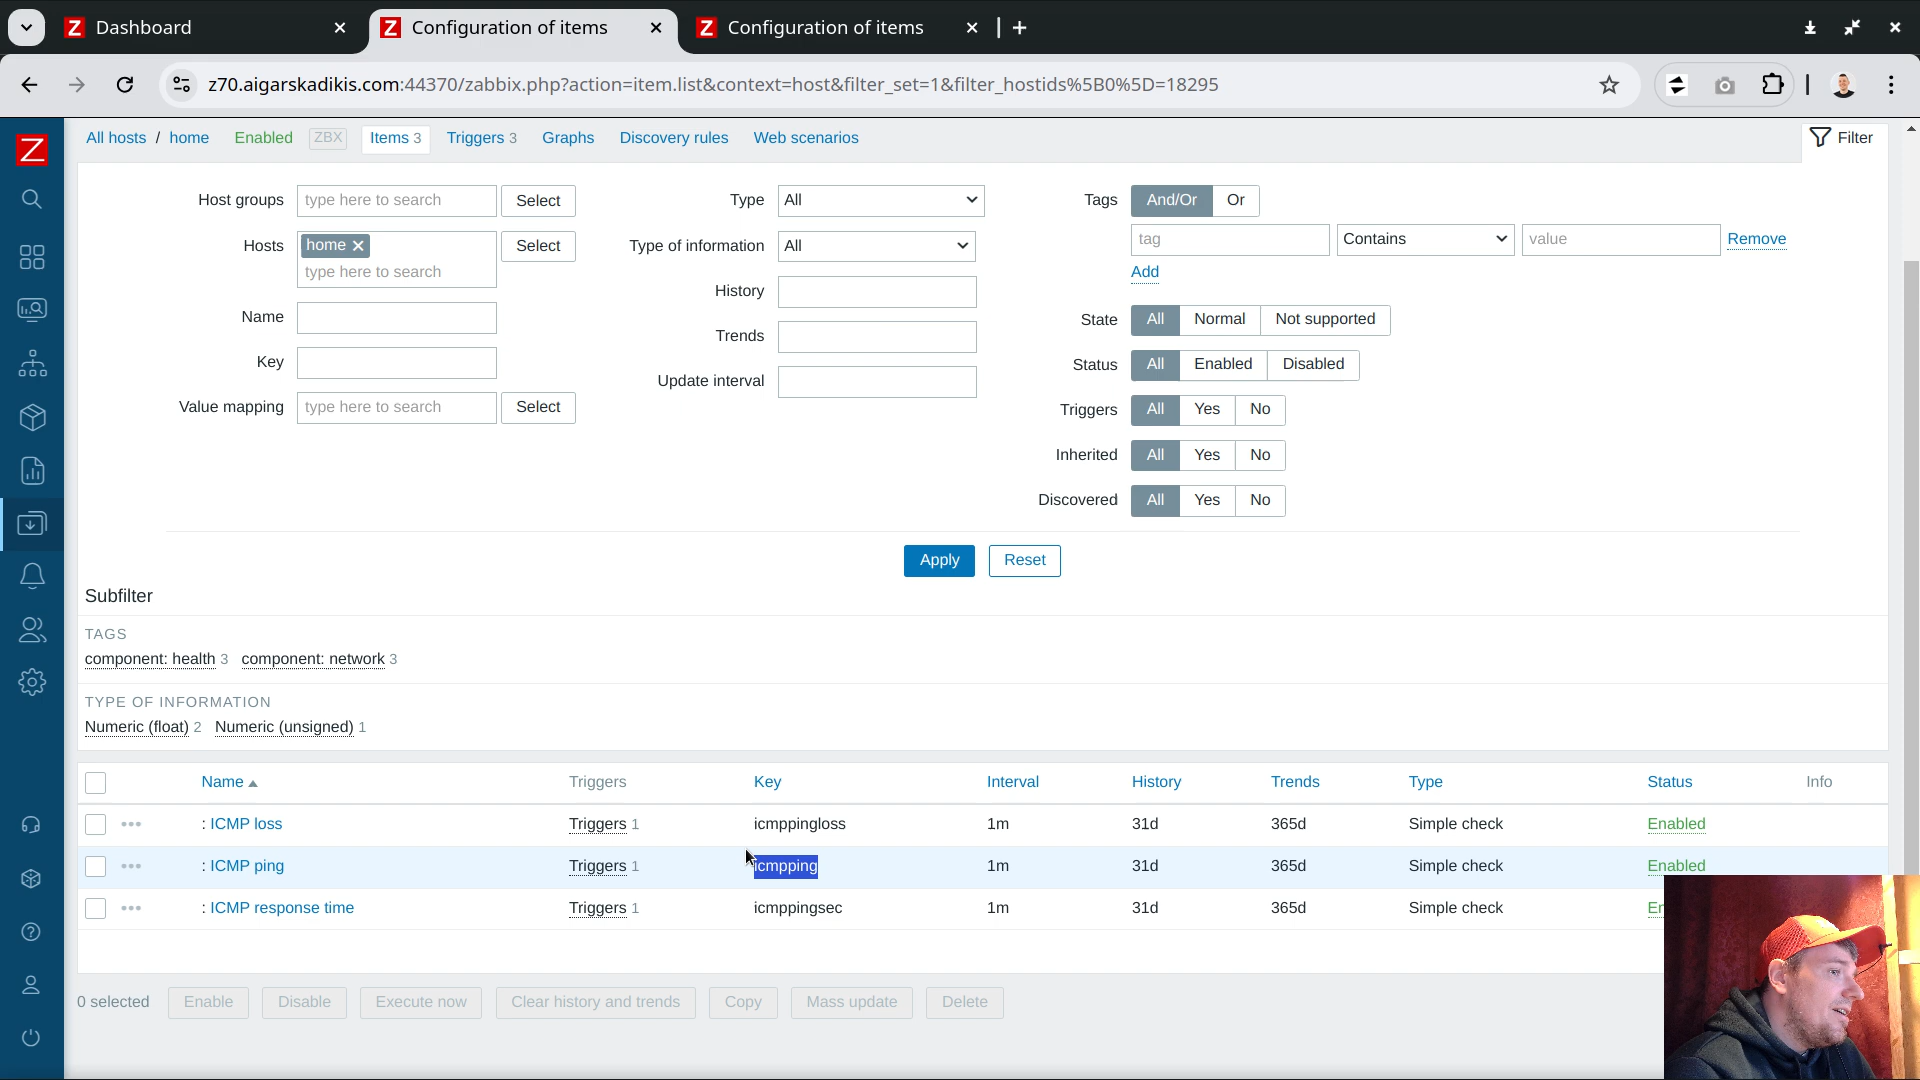 Z Dashboard
Z Configuration of items
Z Configuration of items
z70.aigarskadikis.com:44370/zabbix.php?action=item.list&context=host&filter_set=1&filter_hostids%5B0%5D=18295
Z
All hosts / home Enabled ZBX Items 3 Triggers 3 Graphs Discovery rules Web scenarios
Filter
Host groups type here to search Select
Hosts home type here to search Select
Name
Key
Value mapping type here to search Select
Type All
Type of information All
History
Trends
Update interval
Tags And/Or Or
tag Contains value Remove
Add
State All Normal Not supported
Status All Enabled Disabled
Triggers All Yes No
Inherited All Yes No
Discovered All Yes No
Apply Reset
Subfilter
TAGS
component: health 3 component: network 3
TYPE OF INFORMATION
Numeric (float) 2 Numeric (unsigned) 1
Name Triggers Key Interval History Trends Type Status Info
: ICMP loss Triggers 1 icmppingloss 1m 31d 365d Simple check Enabled
: ICMP ping Triggers 1 icmpping 1m 31d 365d Simple check Enabled
: ICMP response time Triggers 1 icmppingsec 1m 31d 365d Simple check En
0 selected Enable Disable Execute now Clear history and trends Copy Mass update Delete